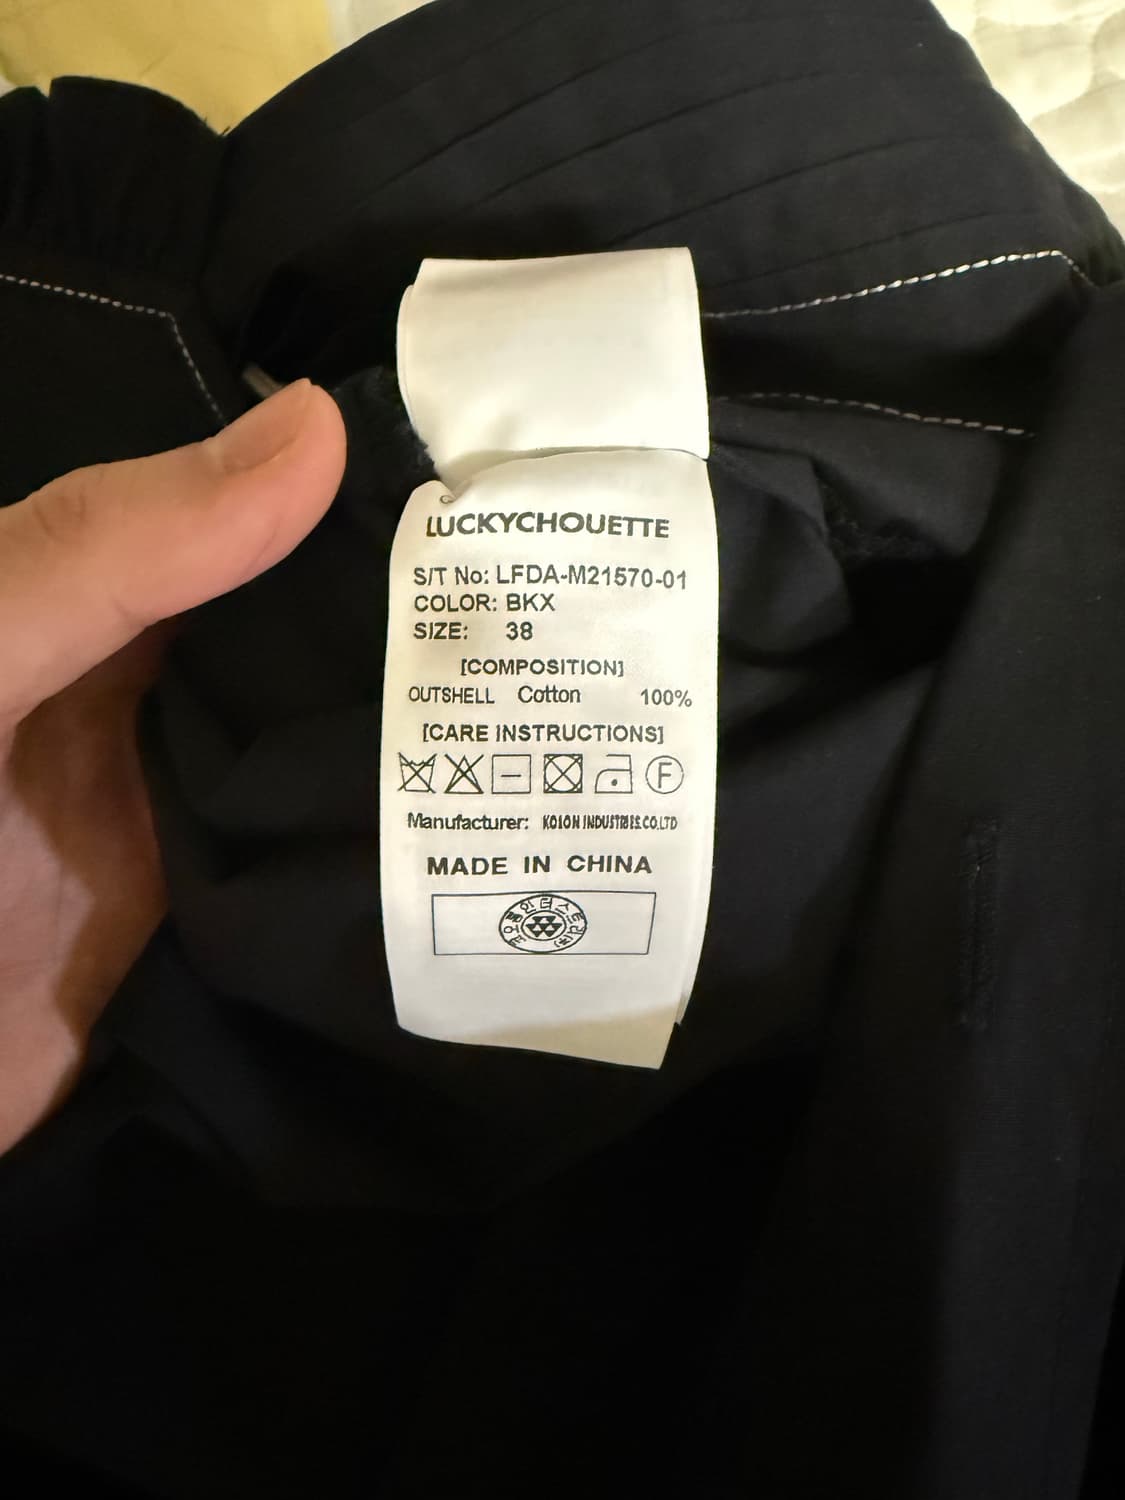 LUCKYCHOUETTE
S/T No: LFDA-M21570-01
COLOR: BKX
SIZE: 38
[COMPOSITION]
OUTSHELL Cotton 100%
[CARE INSTRUCTIONS]
F
Manufacturer: KOLON INDUSTRIES.CO.LTD
MADE IN CHINA